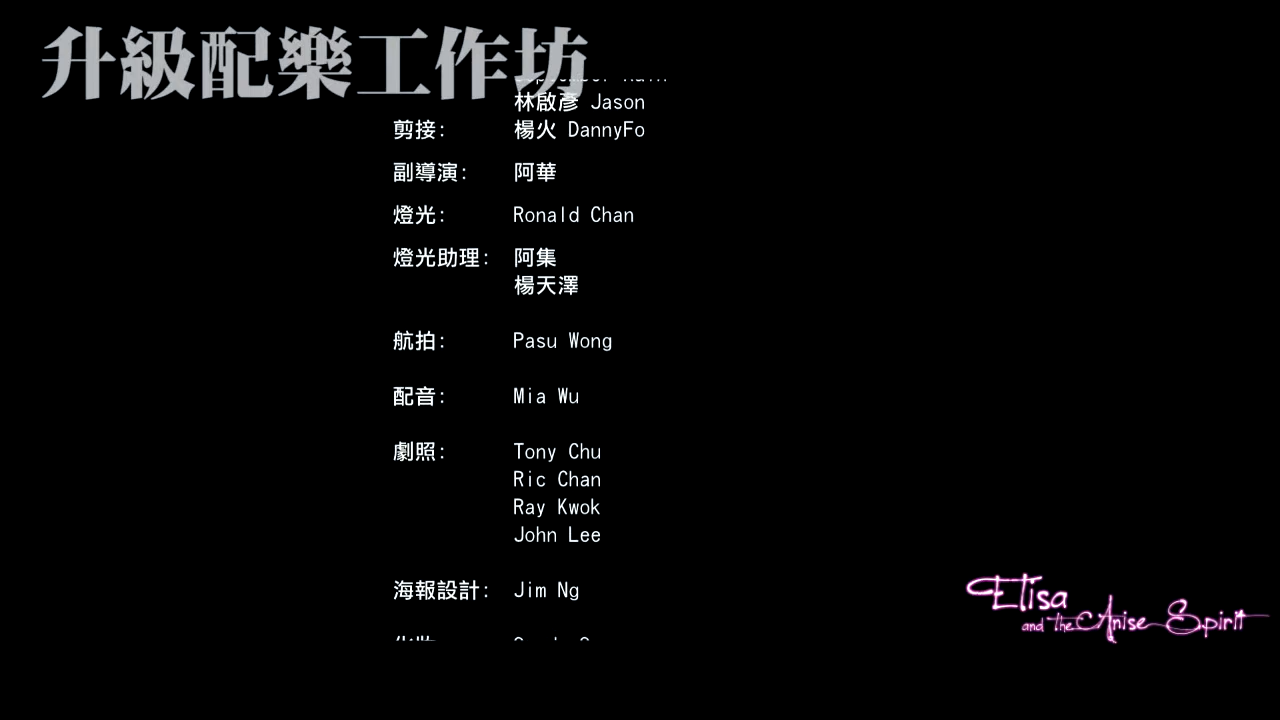 升級配樂工作坊
林啟彥 Jason
剪接: 楊火 DannyFo
副導演: 阿華
燈光: Ronald Chan
燈光助理: 阿集
楊天澤
航拍: Pasu Wong
配音: Mia Wu
劇照: Tony Chu
Ric Chan
Ray Kwok
John Lee
海報設計: Jim Ng
Elisa
and the Anise Spirit